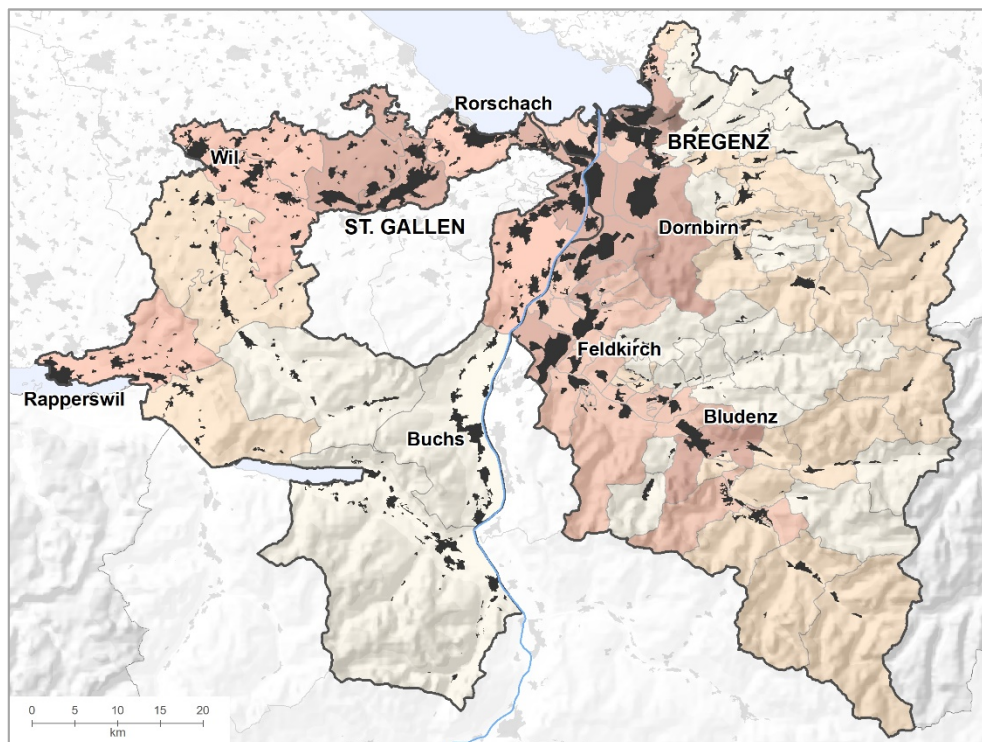 Rorschach
BREGENZ
Wil
ST. GALLEN
Dornbirn
Feldkirch
Rapperswil
Bludenz
Buchs
0 5 10 15 20
km